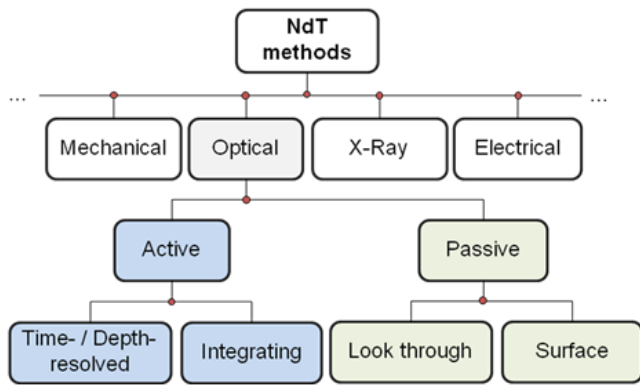 NdT
methods
... ...
Mechanical Optical X-Ray Electrical
Active Passive
Time- / Depth-
resolved Integrating Look through Surface